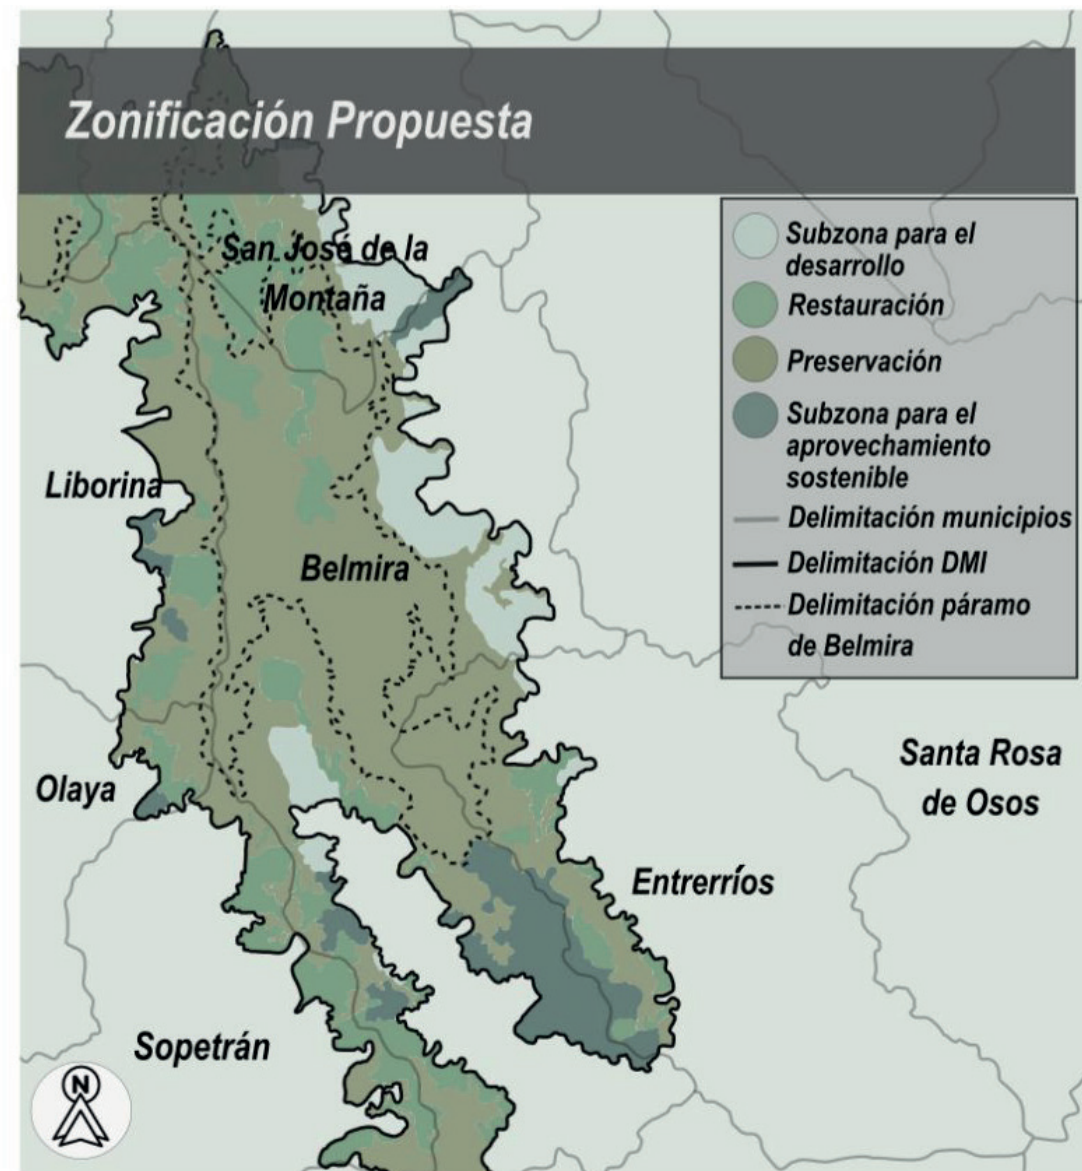 Zonificación Propuesta
San José de la
Montaña
Liborina
Belmira
Olaya
Santa Rosa
de Osos
Entrerríos
Sopetrán
N
Subzona para el
desarrollo
Restauración
Preservación
Subzona para el
aprovechamiento
sostenible
Delimitación municipios
Delimitación DMI
Delimitación páramo
de Belmira